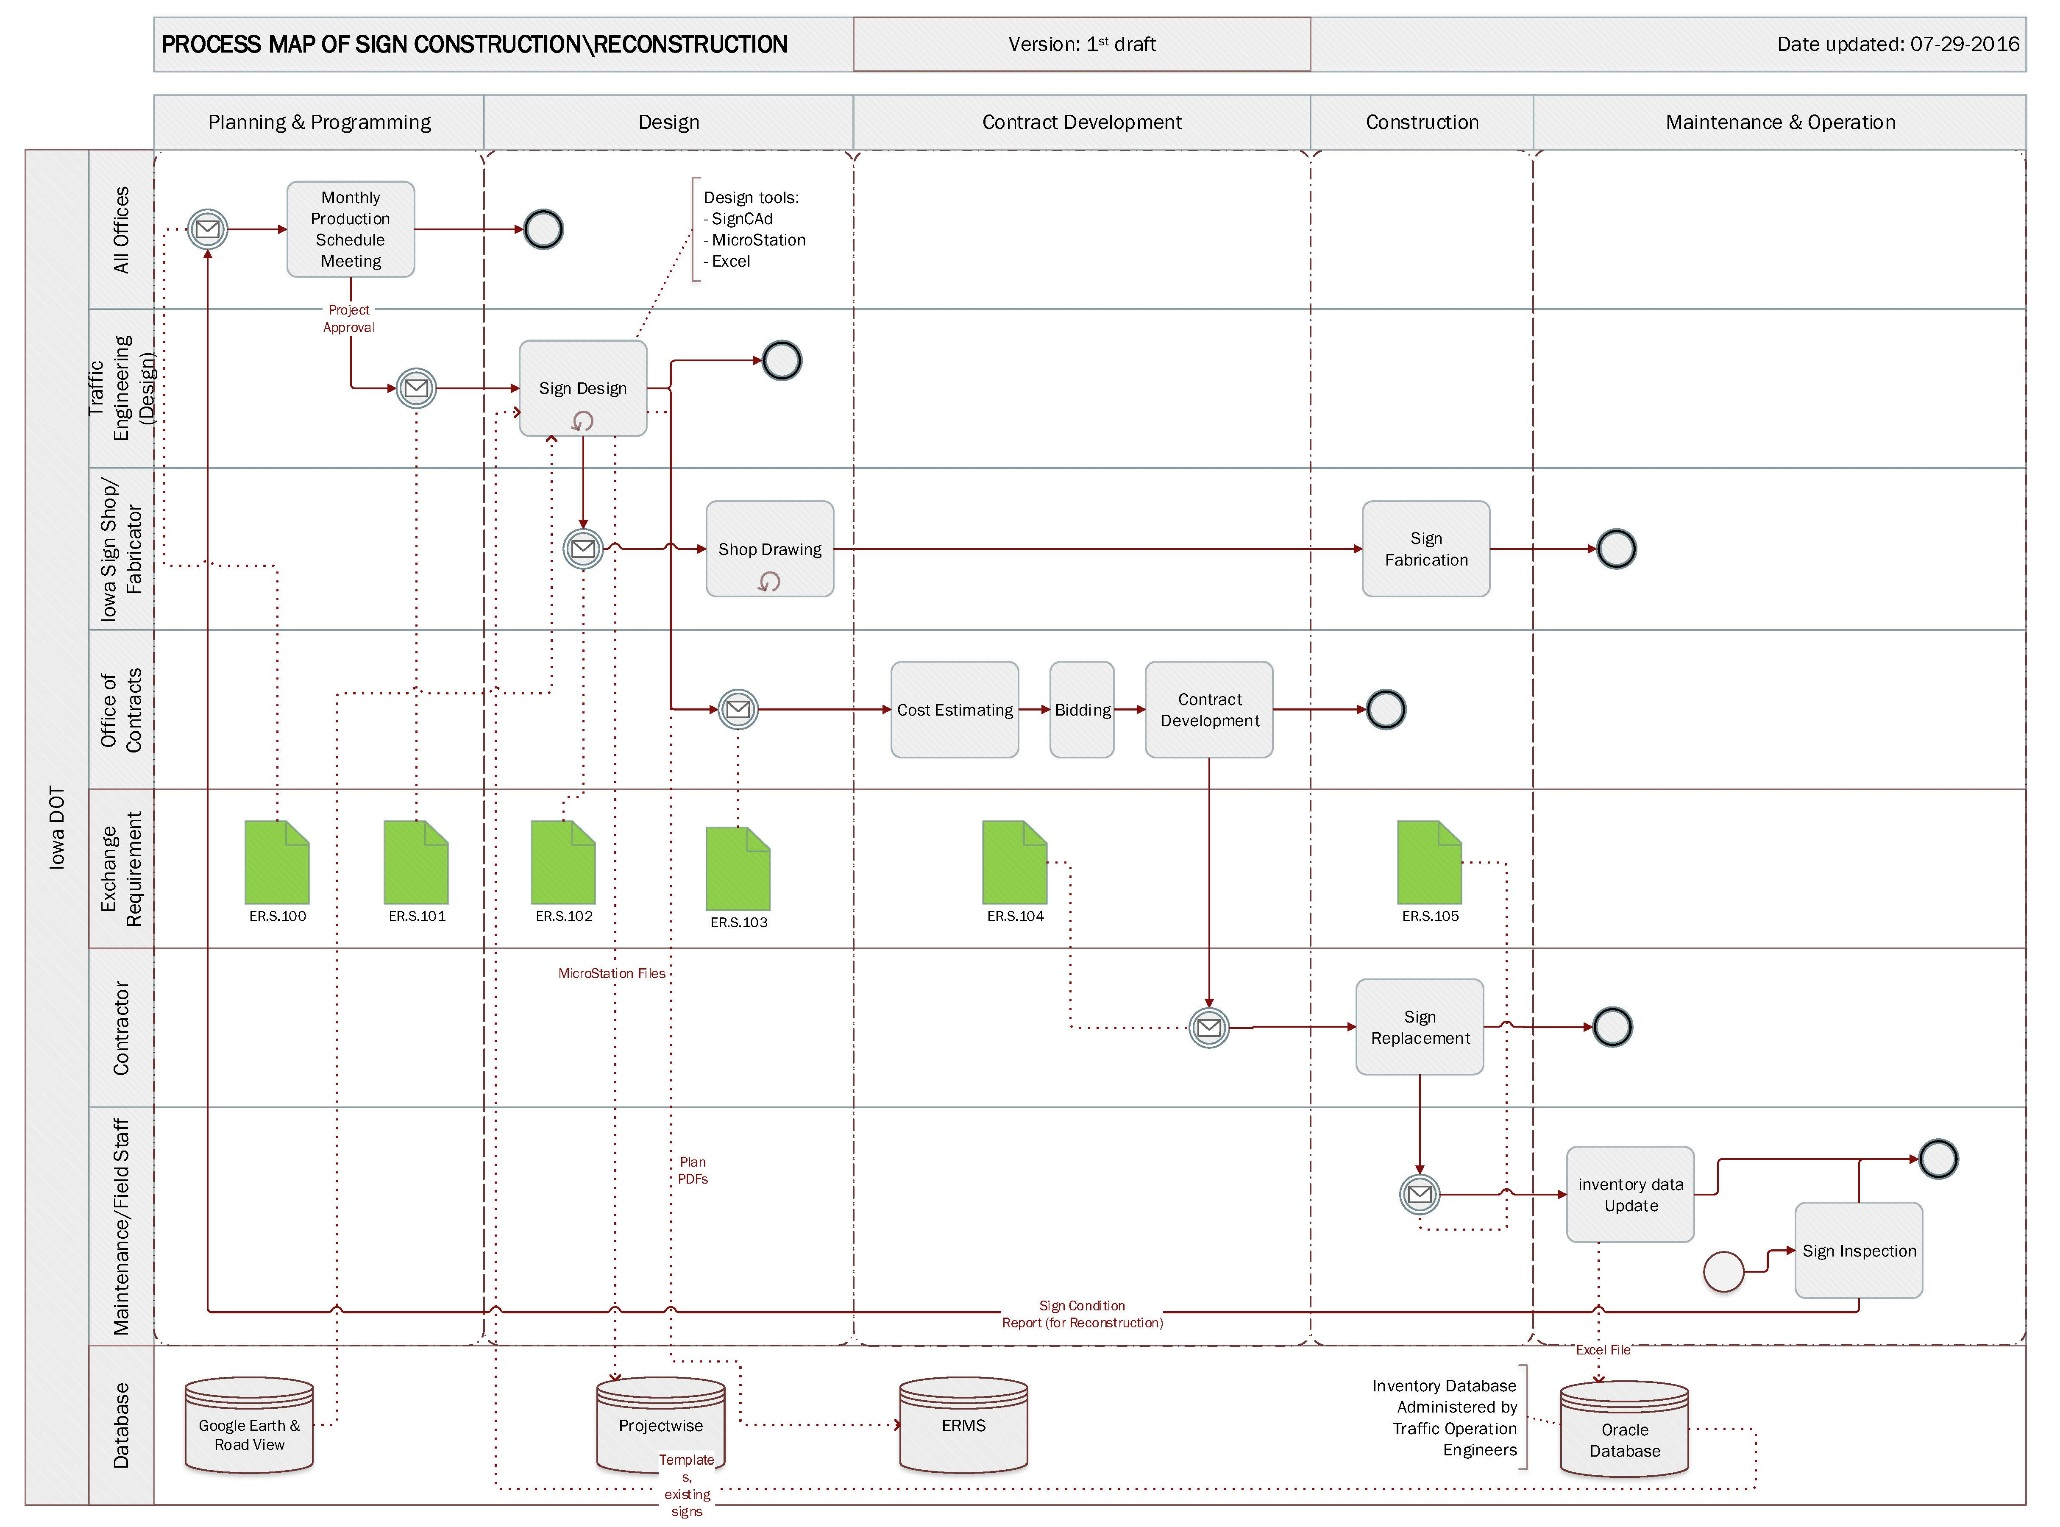 PROCESS MAP OF SIGN CONSTRUCTION\RECONSTRUCTION
Version: 1st draft
Date updated: 07-29-2016
Planning & Programming
Design
Contract Development
Construction
Maintenance & Operation
Iowa DOT
All Offices
Monthly
Production
Schedule
Meeting
Design tools:
- SignCAd
- MicroStation
- Excel
Project
Approval
Traffic
Engineering
(Design)
Sign Design
Iowa Sign Shop/
Fabricator
Shop Drawing
Sign
Fabrication
Office of
Contracts
Cost Estimating
Bidding
Contract
Development
Exchange
Requirement
ER.S.100
ER.S.101
ER.S.102
ER.S.103
ER.S.104
ER.S.105
MicroStation Files
Contractor
Sign
Replacement
Maintenance/Field Staff
Plan
PDFs
inventory data
Update
Sign Inspection
Sign Condition
Report (for Reconstruction)
Excel File
Database
Google Earth &
Road View
Projectwise
ERMS
Inventory Database
Administered by
Traffic Operation
Engineers
Oracle
Database
Template
s,
existing
signs